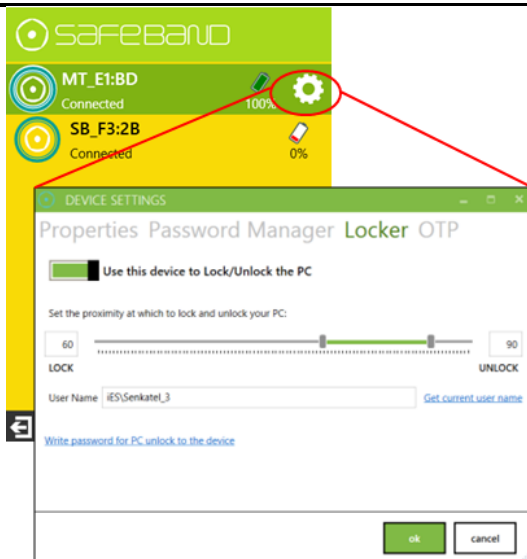 safeband
MT_E1:BD
Connected
100%
SB_F3:2B
Connected
0%
DEVICE SETTINGS
Properties Password Manager Locker OTP
Use this device to Lock/Unlock the PC
Set the proximity at which to lock and unlock your PC:
60 90
LOCK UNLOCK
User Name iES\Senkatel_3 Get current user name
Write password for PC unlock to the device
ok cancel